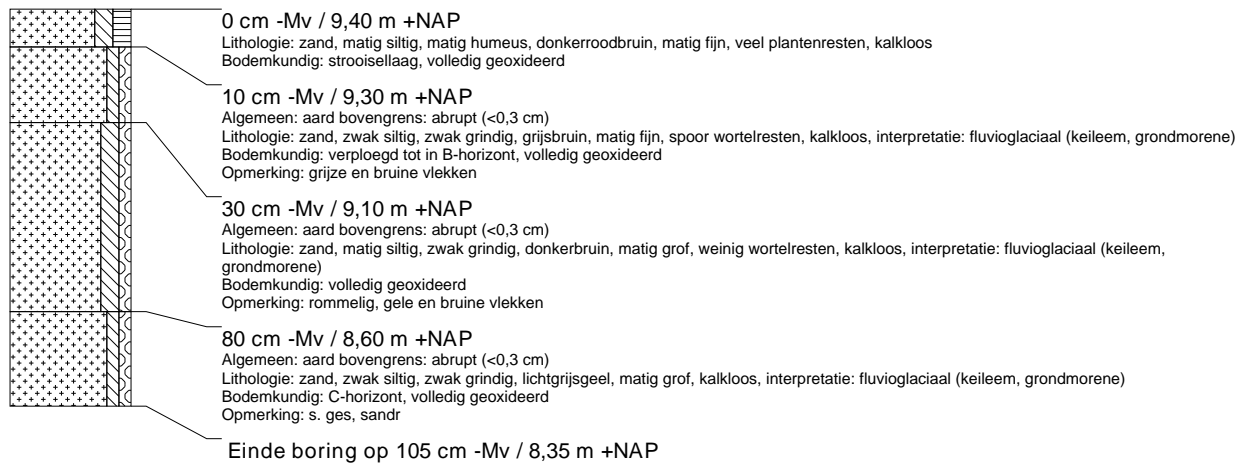 0 cm -Mv / 9,40 m +NAP
Lithologie: zand, matig siltig, matig humeus, donkerroodbruin, matig fijn, veel plantenresten, kalkloos
Bodemkundig: strooisellaag, volledig geoxideerd
10 cm -Mv / 9,30 m +NAP
Algemeen: aard bovengrens: abrupt (<0,3 cm)
Lithologie: zand, zwak siltig, zwak grindig, grijsbruin, matig fijn, spoor wortelresten, kalkloos, interpretatie: fluvioglaciaal (keileem, grondmorene)
Bodemkundig: verploegd tot in B-horizont, volledig geoxideerd
Opmerking: grijze en bruine vlekken
30 cm -Mv / 9,10 m +NAP
Algemeen: aard bovengrens: abrupt (<0,3 cm)
Lithologie: zand, matig siltig, zwak grindig, donkerbruin, matig grof, weinig wortelresten, kalkloos, interpretatie: fluvioglaciaal (keileem,
grondmorene)
Bodemkundig: volledig geoxideerd
Opmerking: rommelig, gele en bruine vlekken
80 cm -Mv / 8,60 m +NAP
Algemeen: aard bovengrens: abrupt (<0,3 cm)
Lithologie: zand, zwak siltig, zwak grindig, lichtgrijsgeel, matig grof, kalkloos, interpretatie: fluvioglaciaal (keileem, grondmorene)
Bodemkundig: C-horizont, volledig geoxideerd
Opmerking: s. ges, sandr
Einde boring op 105 cm -Mv / 8,35 m +NAP